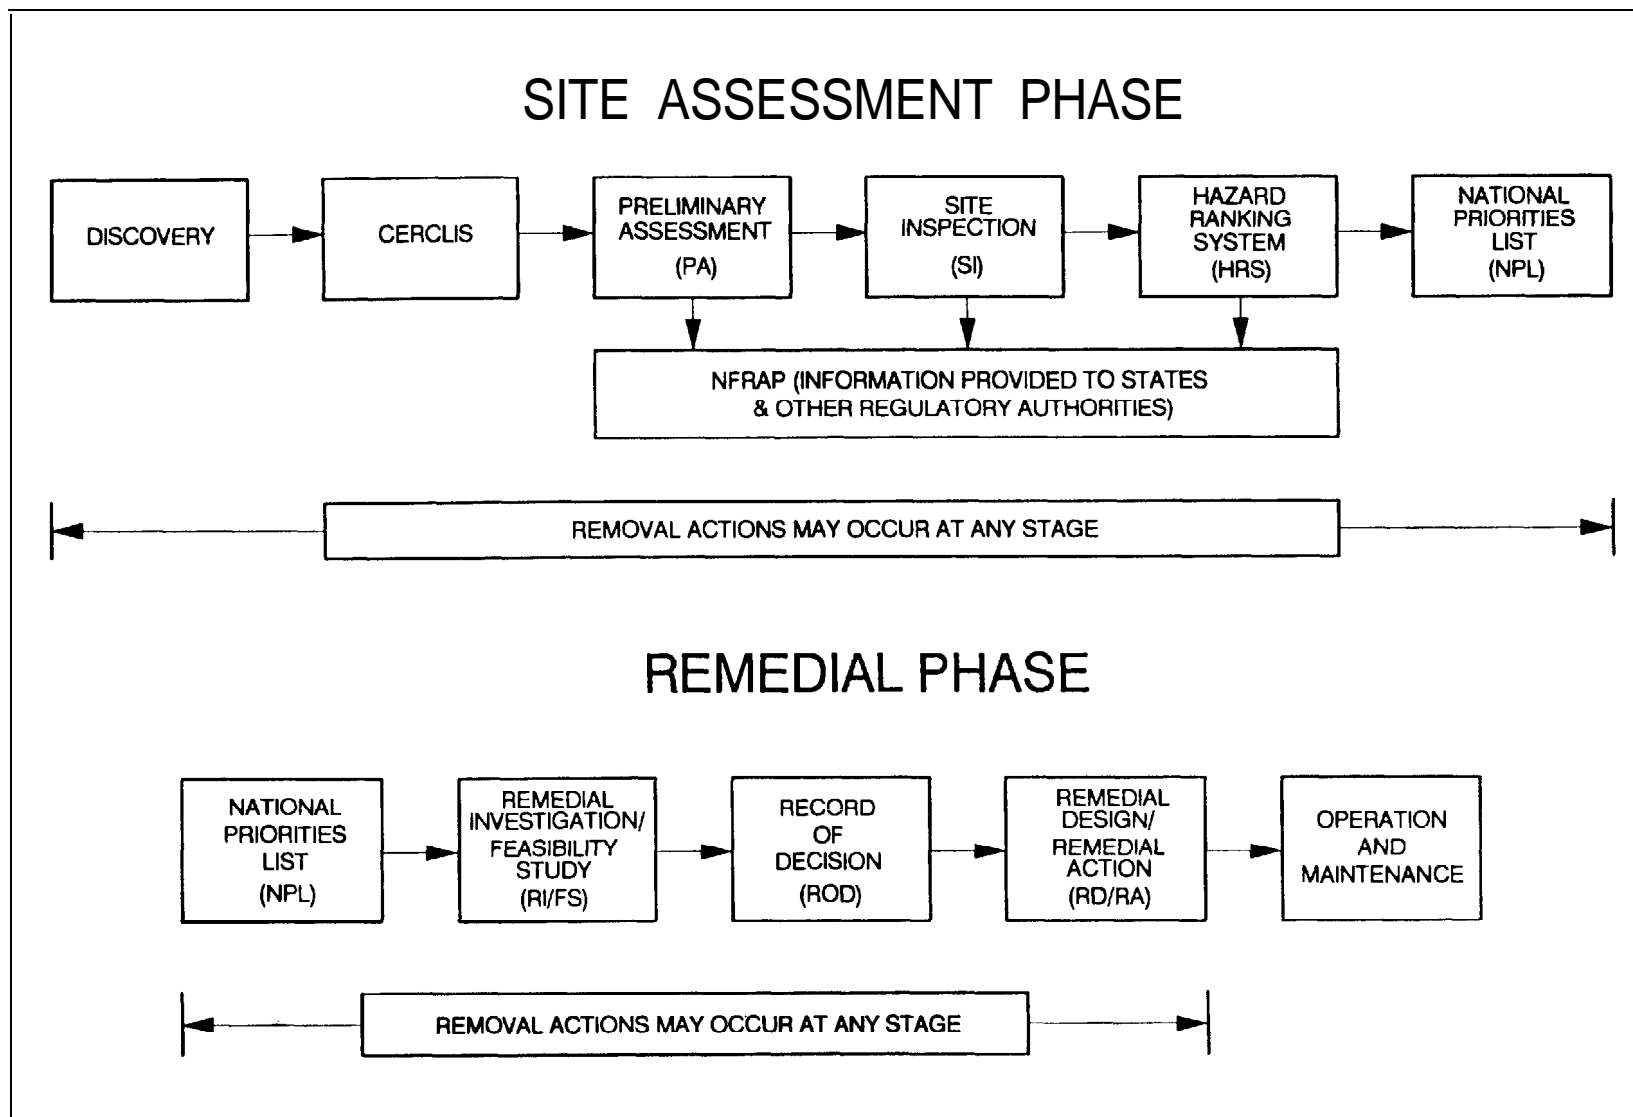 SITE ASSESSMENT PHASE
DISCOVERY
CERCLIS
PRELIMINARY
ASSESSMENT
(PA)
SITE
INSPECTION
(SI)
HAZARD
RANKING
SYSTEM
(HRS)
NATIONAL
PRIORITIES
LIST
(NPL)
NFRAP (INFORMATION PROVIDED TO STATES
& OTHER REGULATORY AUTHORITIES)
REMOVAL ACTIONS MAY OCCUR AT ANY STAGE
REMEDIAL PHASE
NATIONAL
PRIORITIES
LIST
(NPL)
REMEDIAL
INVESTIGATION/
FEASIBILITY
STUDY
(RI/FS)
RECORD
OF
DECISION
(ROD)
REMEDIAL
DESIGN/
REMEDIAL
ACTION
(RD/RA)
OPERATION
AND
MAINTENANCE
REMOVAL ACTIONS MAY OCCUR AT ANY STAGE